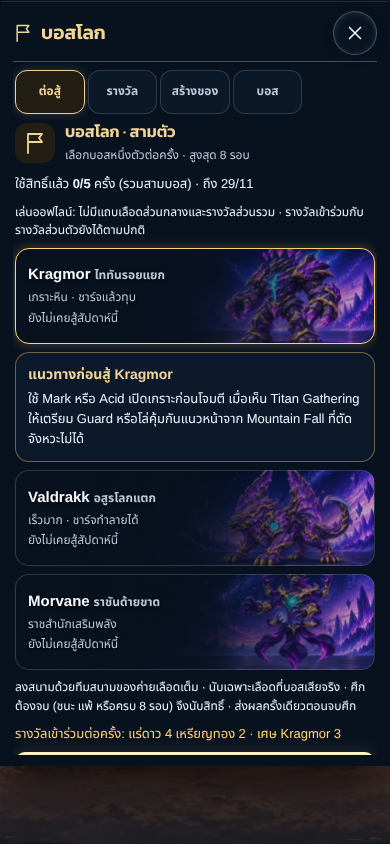 บอสโลก
ต่อสู้
รางวัล
สร้างของ
บอส
บอสโลก · สามตัว
เลือกบอสหนึ่งตัวต่อครั้ง · สูงสุด 8 รอบ
ใช้สิทธิ์แล้ว 0/5 ครั้ง (รวมสามบอส) · ถึง 29/11
เล่นออฟไลน์: ไม่มีแถบเลือดส่วนกลางและรางวัลส่วนรวม · รางวัลเข้าร่วมกับ
รางวัลส่วนตัวยังได้ตามปกติ
Kragmor ไททันรอยแยก
เกราะหิน · ชาร์จแล้วทุบ
ยังไม่เคยสู้สัปดาห์นี้
แนวทางก่อนสู้ Kragmor
ใช้ Mark หรือ Acid เปิดเกราะก่อนโจมตี เมื่อเห็น Titan Gathering
ให้เตรียม Guard หรือโล่คุ้มกันแนวหน้าจาก Mountain Fall ที่ตัด
จังหวะไม่ได้
Valdrakk อสูรโลกแตก
เร็วมาก · ชาร์จทำลายได้
ยังไม่เคยสู้สัปดาห์นี้
Morvane ราชันด้ายขาด
ราชสำนักเสริมพลัง
ยังไม่เคยสู้สัปดาห์นี้
ลงสนามด้วยทีมสนามของค่ายเลือดเต็ม · นับเฉพาะเลือดที่บอสเสียจริง · ศึก
ต้องจบ (ชนะ แพ้ หรือครบ 8 รอบ) จึงนับสิทธิ์ · ส่งผลครั้งเดียวตอนจบศึก
รางวัลเข้าร่วมต่อครั้ง: แร่ดาว 4 เหรียญทอง 2 · เศษ Kragmor 3